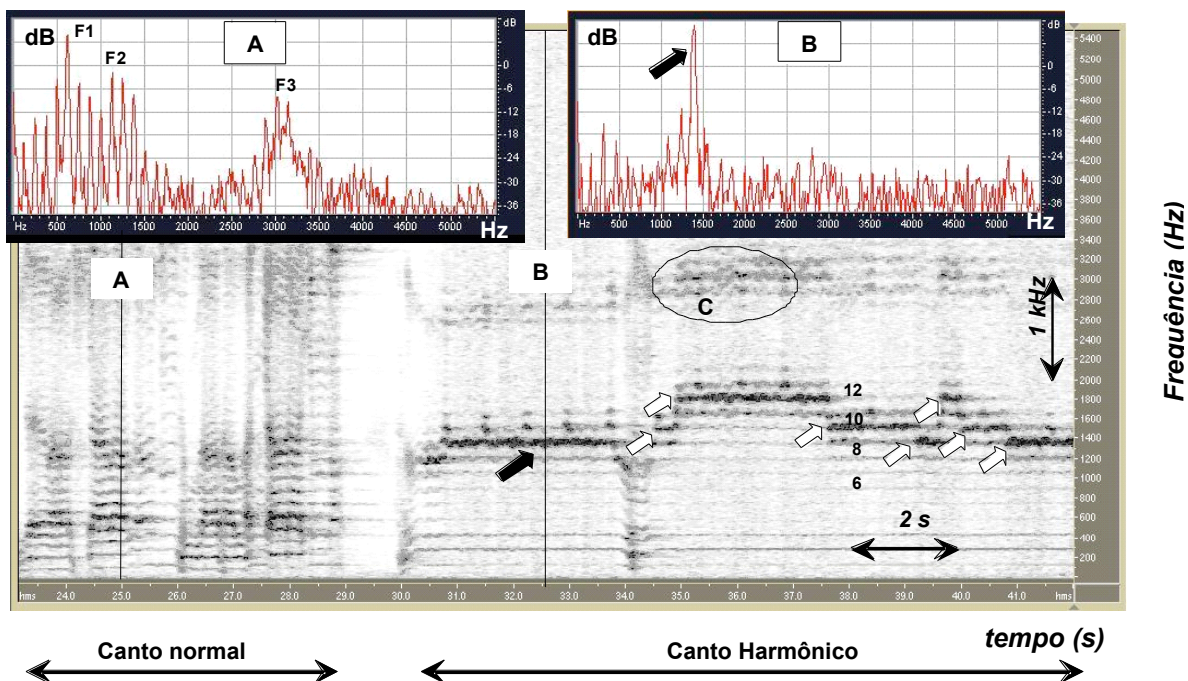 dB F1 A dB
F2
F3
0
-6
-12
-18
-24
-30
-36
Hz 500 1000 1500 2000 2500 3000 3500 4000 4500 5000 Hz
dB B dB
0
-6
-12
-18
-24
-30
-36
Hz 500 1000 1500 2000 2500 3000 3500 4000 4500 5000 Hz
5400
5200
5000
4800
4600
4400
4200
4000
3800
3600
3400
3200
3000
2800
2600
2400
2200
2000
1800
1600
1400
1200
1000
800
600
400
200
Frequência (Hz)
A
B
C
1 kHz
12
10
8
6
2 s
hms 24.0 25.0 26.0 27.0 28.0 29.0 30.0 31.0 32.0 33.0 34.0 35.0 36.0 37.0 38.0 39.0 40.0 41.0 hms
tempo (s)
Canto normal
Canto Harmônico